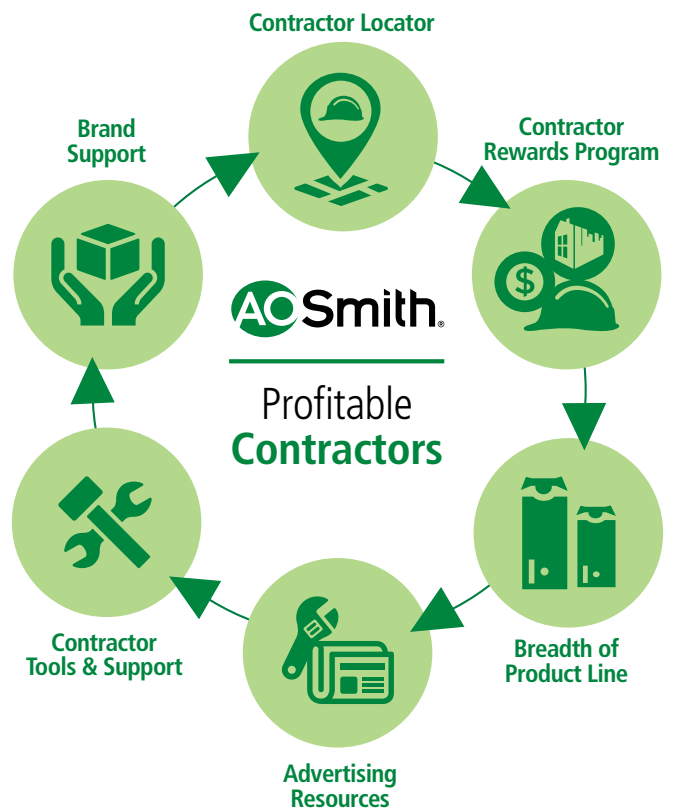 Contractor Locator
Brand
Support
Contractor
Rewards Program
$
AOSmith®
Profitable
Contractors
Contractor
Tools & Support
Breadth of
Product Line
Advertising
Resources